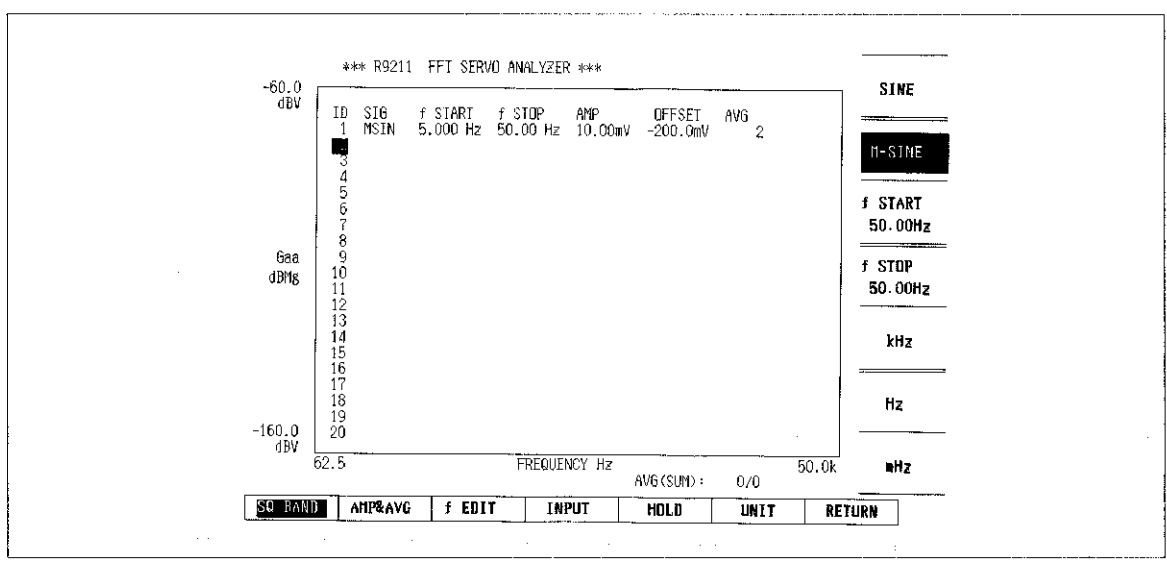 *** R9211 FFT SERVO ANALYZER ***
-60.0
dBV
ID SIG f START f STOP AMP OFFSET AVG
1 MSIN 5.000 Hz 50.00 Hz 10.00mV -200.0mV 2
3
4
5
6
7
8
9
10
11
12
13
14
15
16
17
18
19
20
Gaa
dBMg
-160.0
dBV
62.5 FREQUENCY Hz 50.0k
AVG(SUM): 0/0
SINE
M-SINE
f START
50.00Hz
f STOP
50.00Hz
kHz
Hz
mHz
SQ BAND AMP&AVG f EDIT INPUT HOLD UNIT RETURN